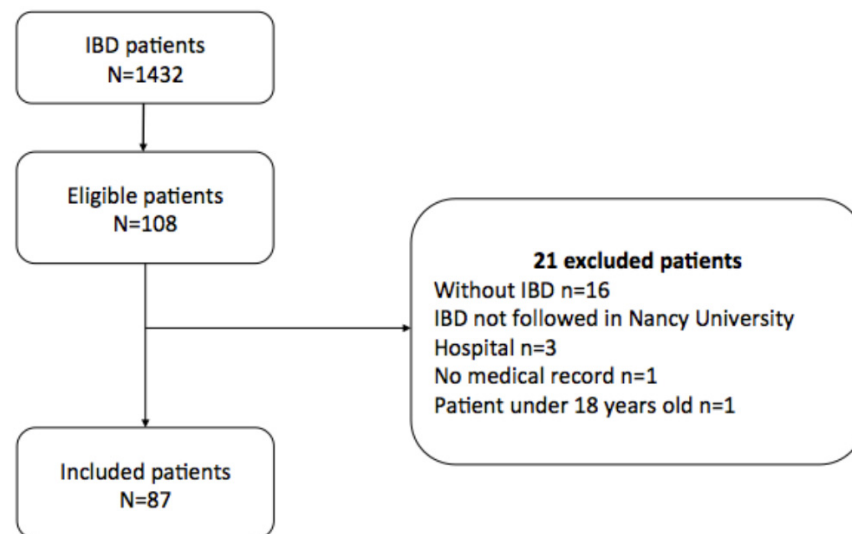 IBD patients
N=1432
Eligible patients
N=108
21 excluded patients
Without IBD n=16
IBD not followed in Nancy University
Hospital n=3
No medical record n=1
Patient under 18 years old n=1
Included patients
N=87